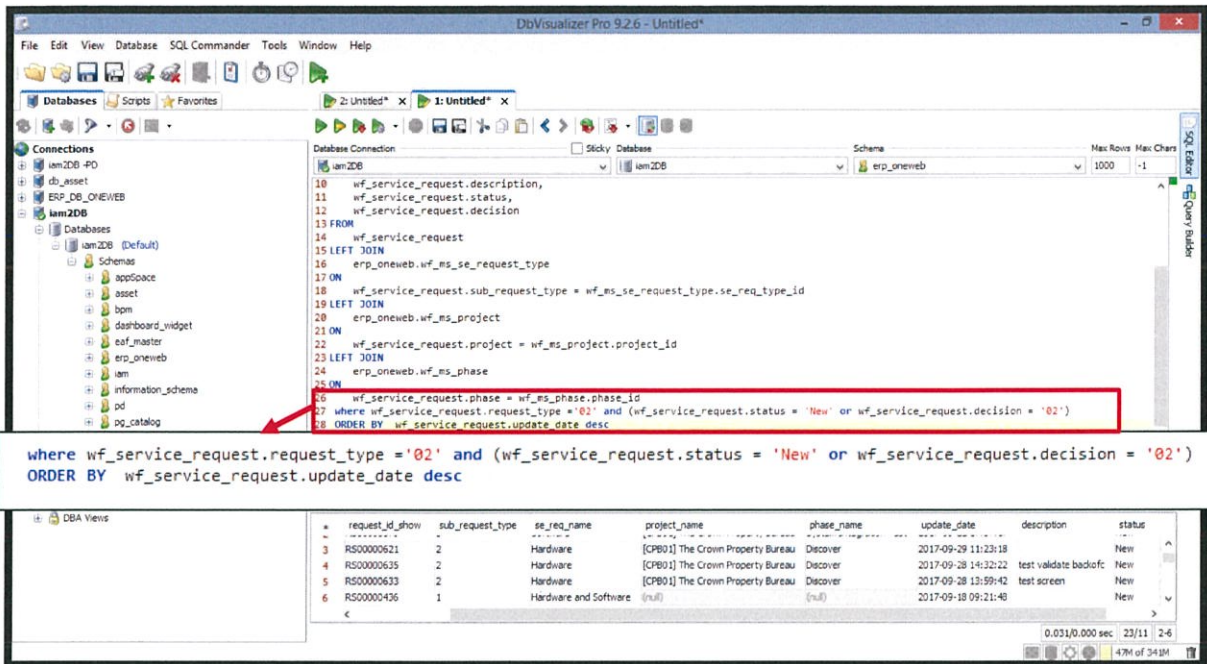 DbVisualizer Pro 9.2.6 - Untitled*
File Edit View Database SQL Commander Tools Window Help
Databases Scripts Favorites
2: Untitled* x 1: Untitled* x
Connections
iam2DB -PD
db_asset
ERP_DB_ONEWEB
iam2DB
Databases
iam2DB (Default)
Schemas
appSpace
asset
bpm
dashboard_widget
eaf_master
erp_oneweb
iam
information_schema
pd
pg_catalog
DBA Views
Database Connection Sticky Database Schema Max Rows Max Chars
iam2DB iam2DB erp_oneweb 1000 -1
SQL Editor
Query Builder
10 wf_service_request.description,
11 wf_service_request.status,
12 wf_service_request.decision
13 FROM
14 wf_service_request
15 LEFT JOIN
16 erp_oneweb.wf_ms_se_request_type
17 ON
18 wf_service_request.sub_request_type = wf_ms_se_request_type.se_req_type_id
19 LEFT JOIN
20 erp_oneweb.wf_ms_project
21 ON
22 wf_service_request.project = wf_ms_project.project_id
23 LEFT JOIN
24 erp_oneweb.wf_ms_phase
25 ON
26 wf_service_request.phase = wf_ms_phase.phase_id
27 where wf_service_request.request_type ='02' and (wf_service_request.status = 'New' or wf_service_request.decision = '02')
28 ORDER BY wf_service_request.update_date desc
where wf_service_request.request_type ='02' and (wf_service_request.status = 'New' or wf_service_request.decision = '02')
ORDER BY wf_service_request.update_date desc
* request_id_show sub_request_type se_req_name project_name phase_name update_date description status
3 RS00000621 2 Hardware [CPB01] The Crown Property Bureau Discover 2017-09-29 11:23:18 New
4 RS00000635 2 Hardware [CPB01] The Crown Property Bureau Discover 2017-09-28 14:32:22 test validate backofc New
5 RS00000633 2 Hardware [CPB01] The Crown Property Bureau Discover 2017-09-28 13:59:42 test screen New
6 RS00000436 1 Hardware and Software (null) (null) 2017-09-18 09:21:48 New
0.031/0.000 sec 23/11 2-6
47M of 341M